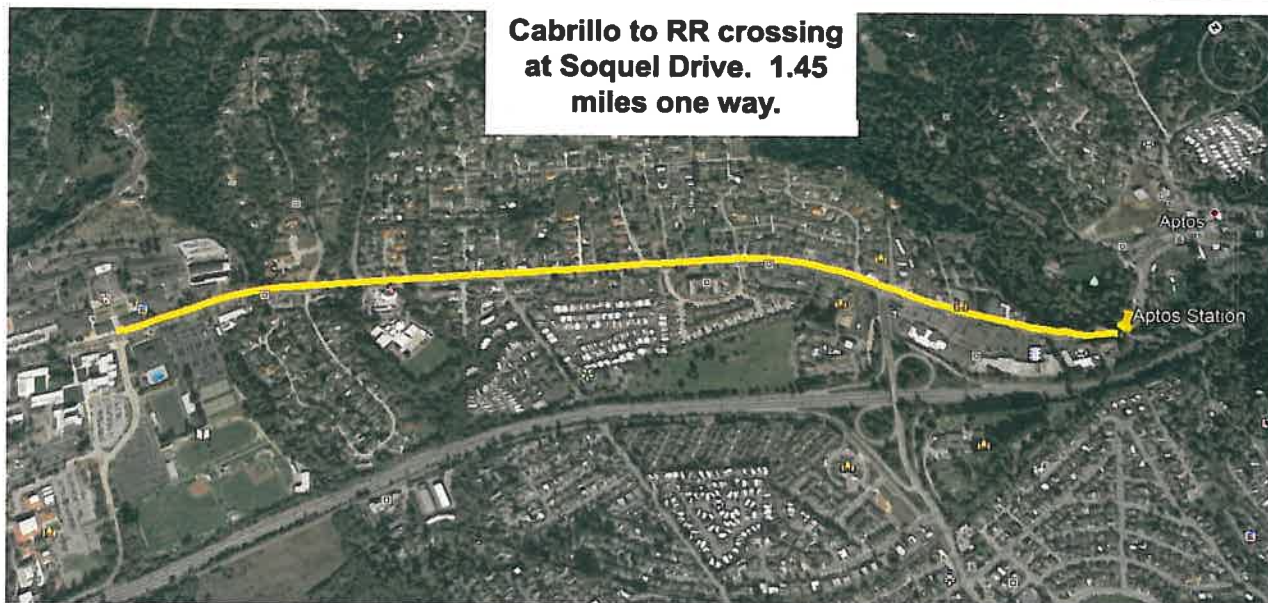 Cabrillo to RR crossing
at Soquel Drive. 1.45
miles one way.
Aptos
Aptos Station